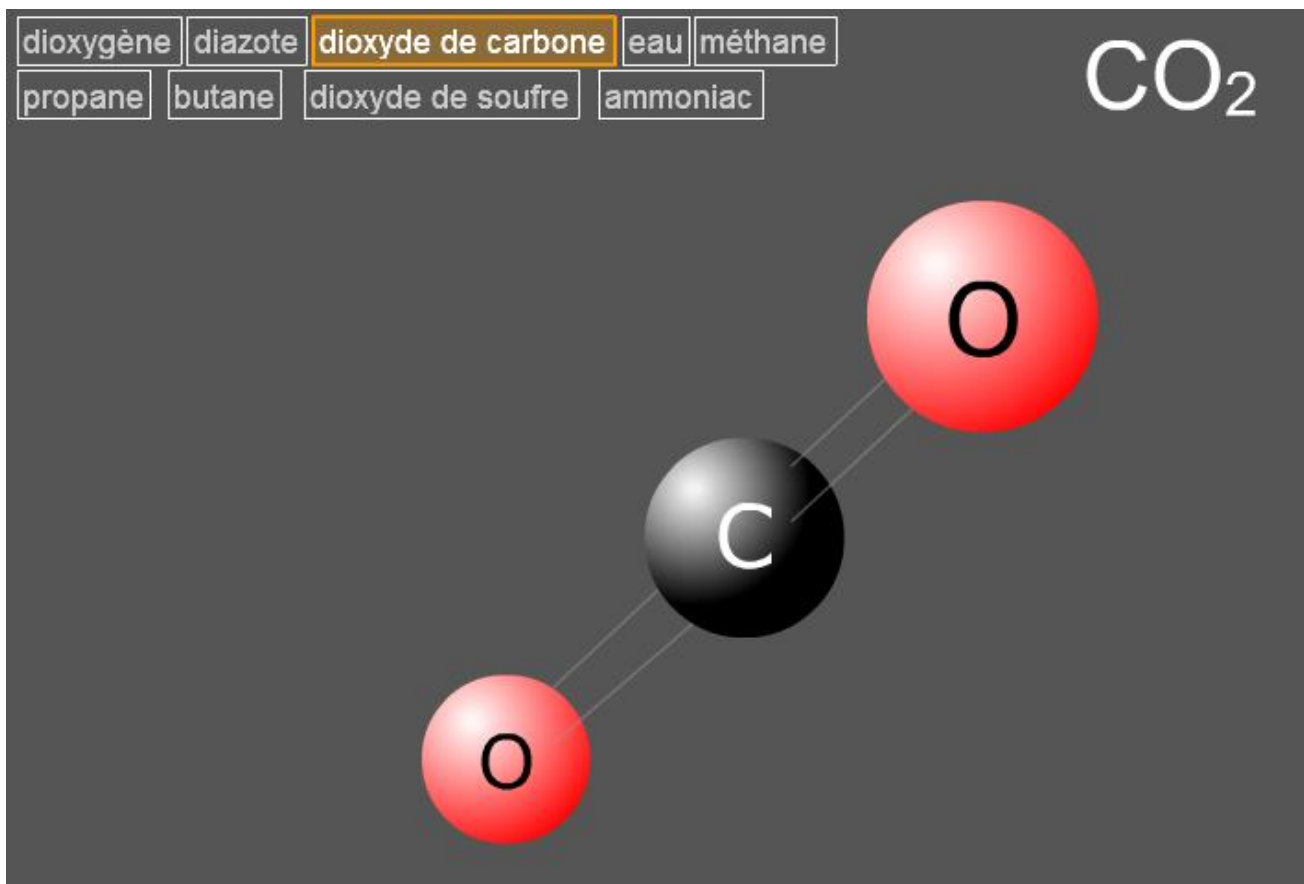 dioxygène diazote dioxyde de carbone eau méthane
propane butane dioxyde de soufre ammoniac
CO₂
O
C
O